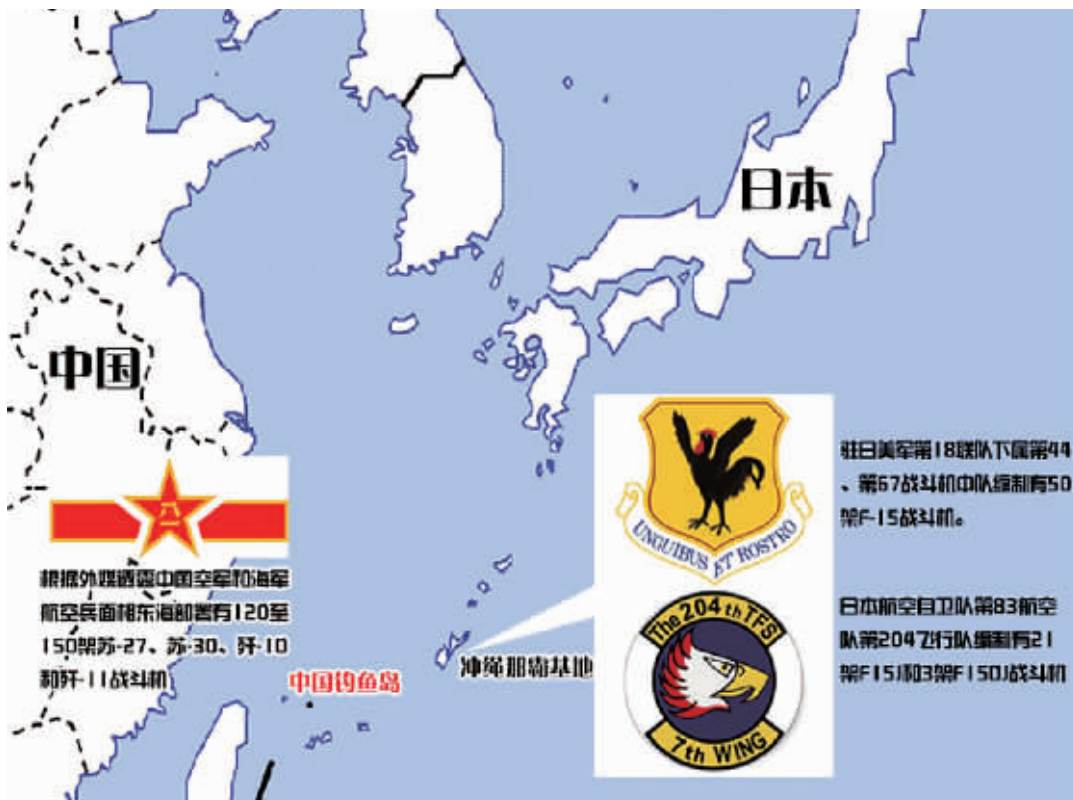 日本
中国
根据外媒透露中国空军和海军
航空兵面相东海部署有120至
150架苏-27、苏-30、歼-10
和歼-11战斗机
中国钓鱼岛
冲绳那霸基地
UNGUIBUS ET ROSTRO
The 204th TFS
7th WING
驻日美军第18联队下属第44
、第67战斗机中队编制有50
架F-15战斗机。
日本航空自卫队第83航空
队第204飞行队编制有21
架F15J和3架F15DJ战斗机
八一